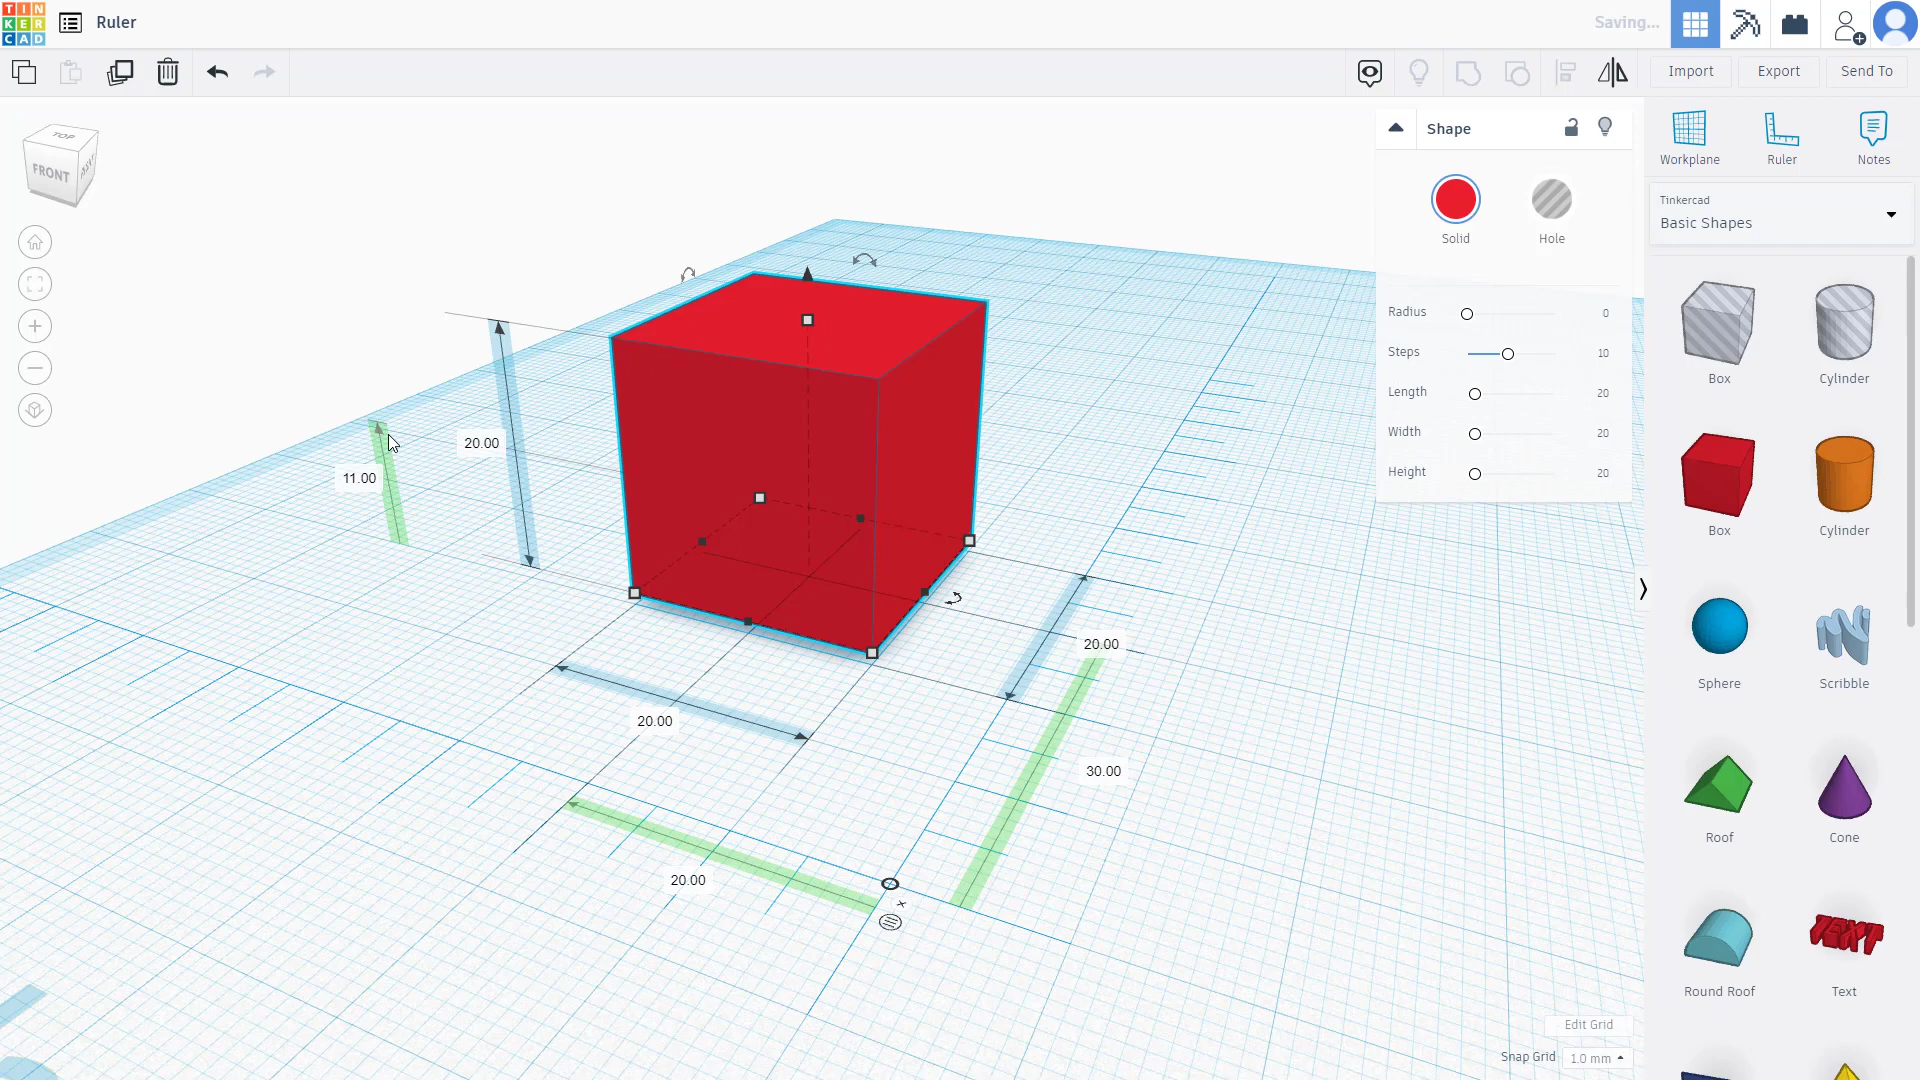 TIN
KER
CAD
Ruler
Saving...
Import
Export
Send To
TOP
FRONT
Shape
Solid
Hole
Radius
0
Steps
10
Length
20
Width
20
Height
20
Workplane
Ruler
Notes
Tinkercad
Basic Shapes
Box
Cylinder
Box
Cylinder
Sphere
Scribble
Roof
Cone
TEXT
Round Roof
Text
20.00
11.00
20.00
20.00
30.00
20.00
Edit Grid
Snap Grid
1.0 mm